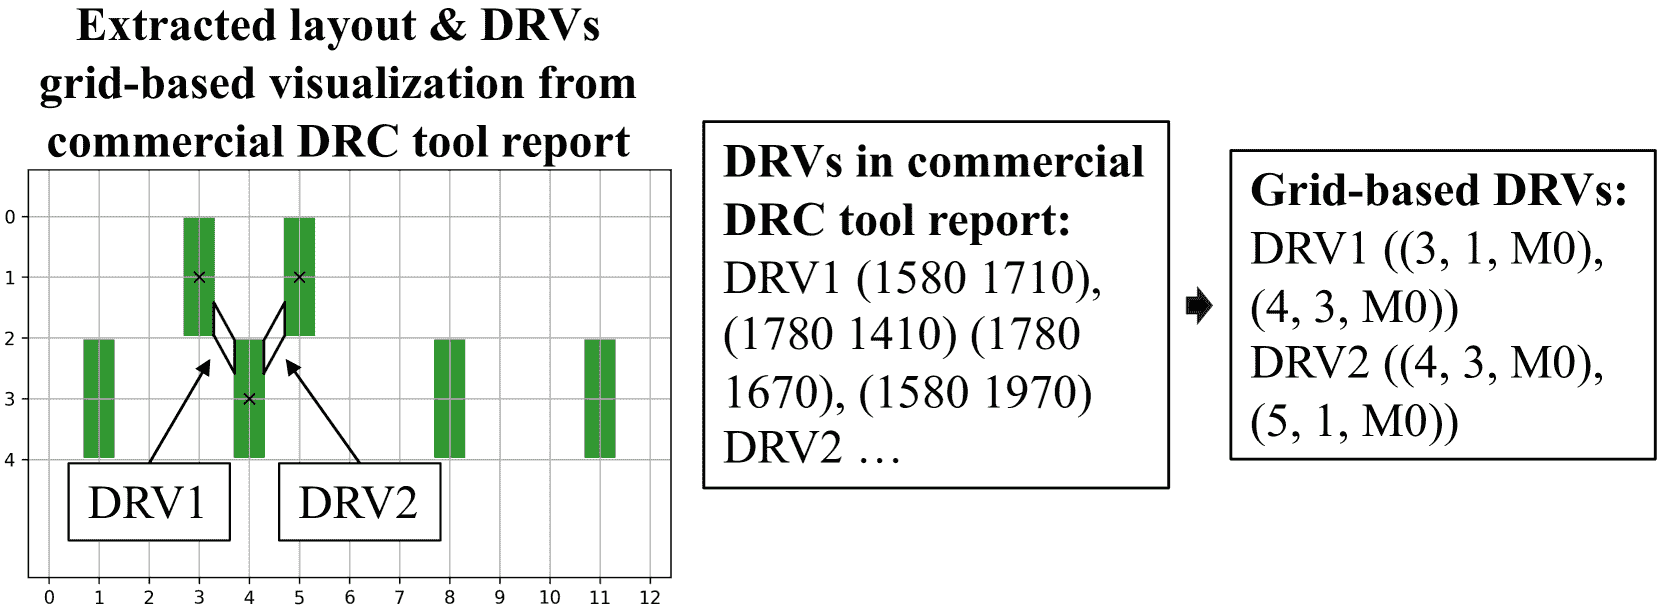 Extracted layout & DRVs
grid-based visualization from
commercial DRC tool report
0
1
2
3
4
DRV1
DRV2
0 1 2 3 4 5 6 7 8 9 10 11 12
DRVs in commercial
DRC tool report:
DRV1 (1580 1710),
(1780 1410) (1780
1670), (1580 1970)
DRV2 …
Grid-based DRVs:
DRV1 ((3, 1, M0),
(4, 3, M0))
DRV2 ((4, 3, M0),
(5, 1, M0))